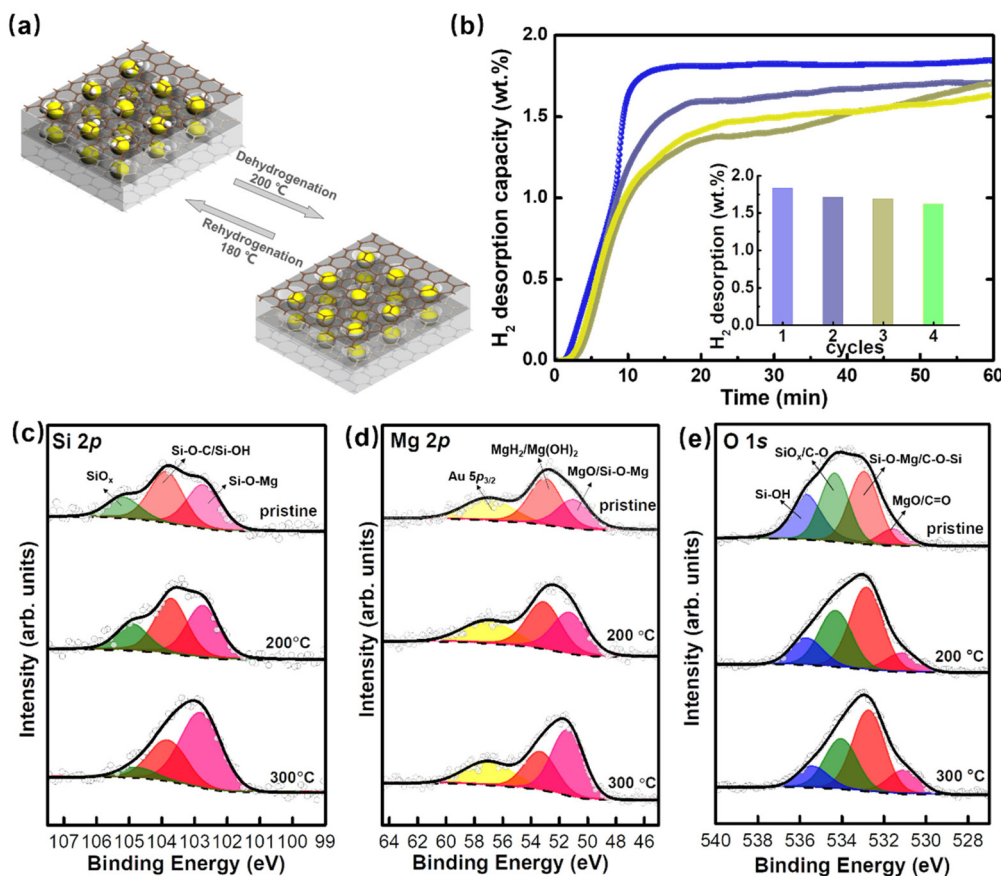 (a)
Dehydrogenation
200 °C
Rehydrogenation
180 °C
(b)
H2 desorption capacity (wt.%)
2.0
1.5
1.0
0.5
0.0
0 10 20 30 40 50 60
Time (min)
H2 desorption (wt.%)
2.0
1.5
1.0
0.5
0.0
1 2 3 4
cycles
(c)
Si 2p
SiOx
Si-O-C/Si-OH
Si-O-Mg
pristine
200°C
300°C
Intensity (arb. units)
107 106 105 104 103 102 101 100 99
Binding Energy (eV)
(d)
Mg 2p
Au 5p3/2
MgH2/Mg(OH)2
MgO/Si-O-Mg
pristine
200 °C
300 °C
Intensity (arb. units)
64 62 60 58 56 54 52 50 48 46
Binding Energy (eV)
(e)
O 1s
Si-OH
SiOx/C-O
Si-O-Mg/C-O-Si
MgO/C=O
pristine
200 °C
300 °C
Intensity (arb. units)
540 538 536 534 532 530 528
Binding Energy (eV)